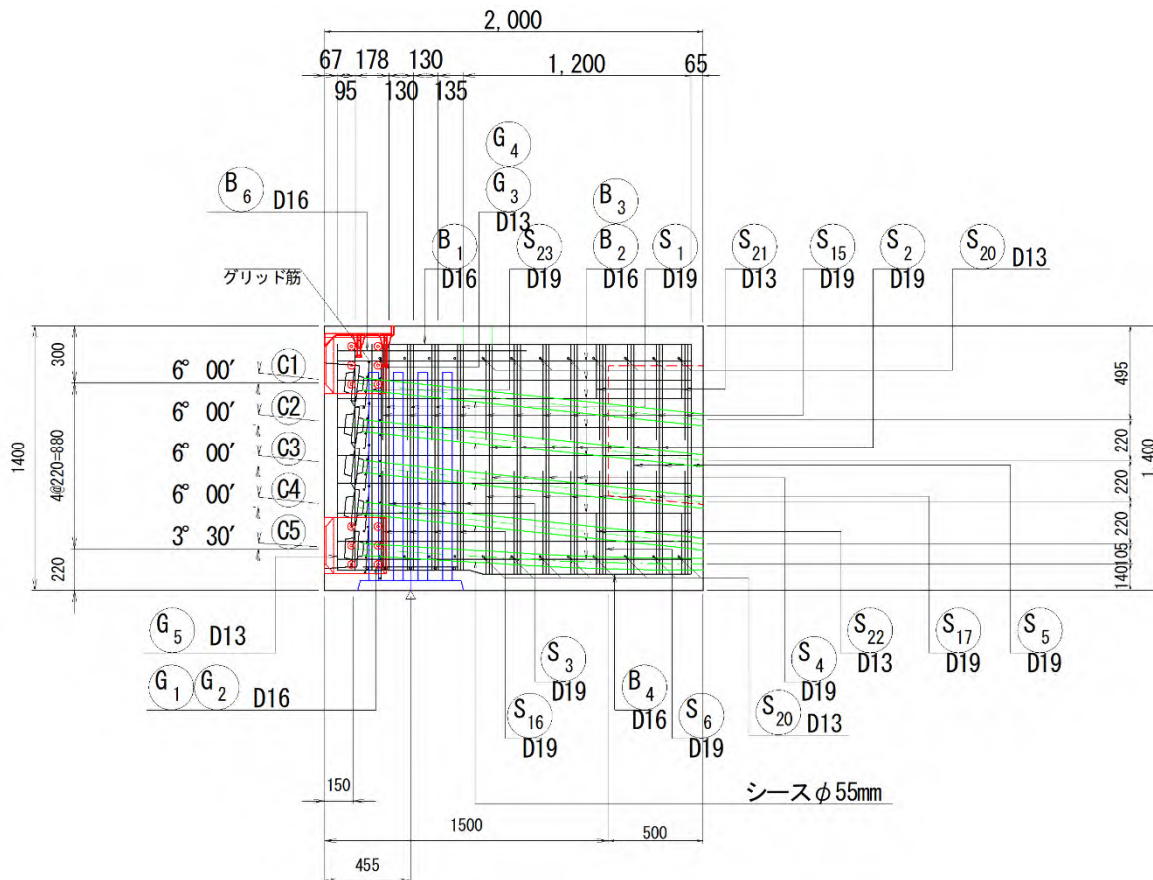 2,000
67 178 130 1,200 65
95 130 135
G4
B6 D16
G3 D13
B3
B1 D16
S23 D19
B2 D16
S1 D19
S21 D13
S15 D19
S2 D19
S20 D13
グリッド筋
300
6° 00′ C1
495
6° 00′ C2
220
1400
4@220=880
6° 00′ C3
220
1,400
6° 00′ C4
220
3° 30′ C5
105
220
140
G5 D13
S3 D19
S4 D19
S22 D13
S17 D19
S5 D19
G1 G2 D16
B4 D16
S16 D19
S6 D19
S20 D13
150
シースφ55mm
1500 500
455